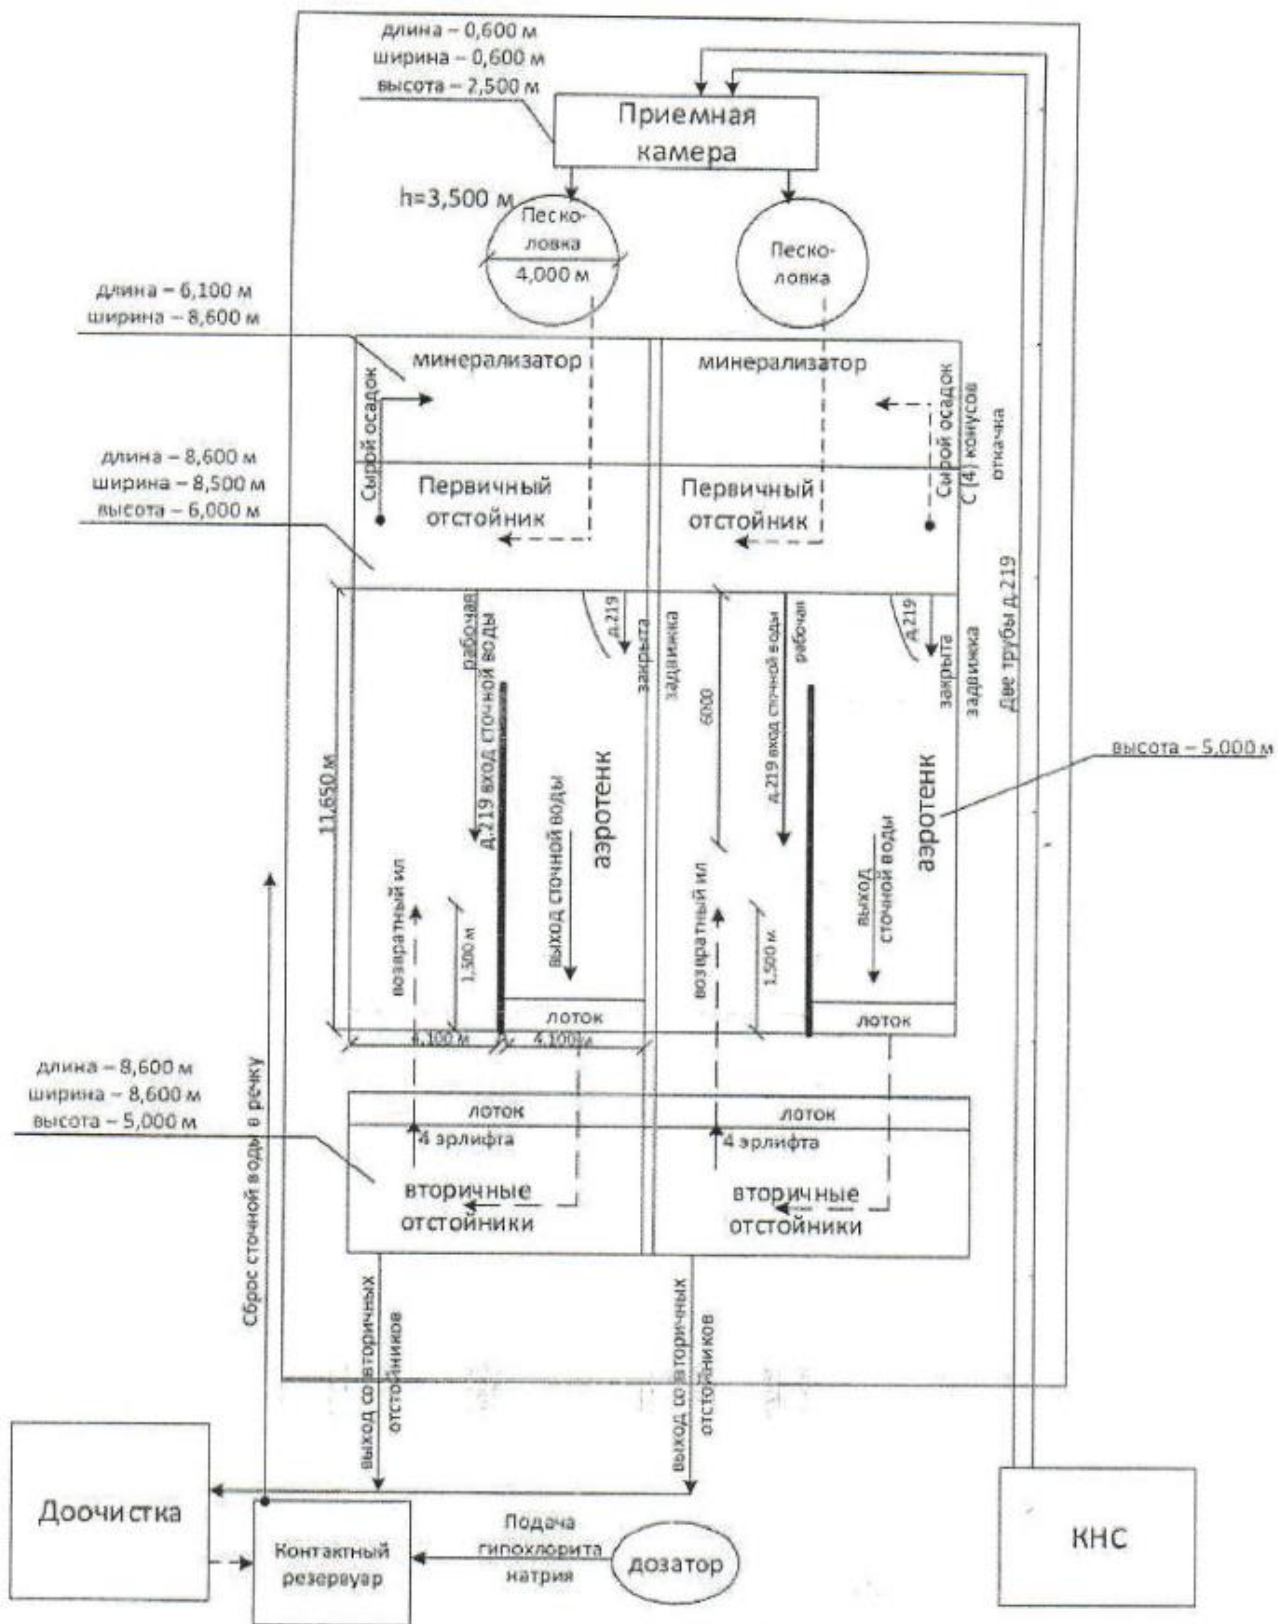 длина – 0,600 м
ширина – 0,600 м
высота – 2,500 м
Приемная
камера
h=3,500 м
Песко-
ловка
4,000 м
Песко-
ловка
длина – 6,100 м
ширина – 8,600 м
минерализатор
минерализатор
Сырой осадок
Сырой осадок
С (4) конусов
откачка
длина – 8,600 м
ширина – 8,500 м
высота – 6,000 м
Первичный
отстойник
Первичный
отстойник
Две трубы д.219
рабочая
д.219 вход сточной воды
д.219
закрыта
задвижка
6000
д.219 вход сточной воды
рабочая
д.219
закрыта
задвижка
высота – 5,000 м
11,650 м
аэротенк
аэротенк
выход сточной воды
выход
сточной воды
возвратный ил
1,500 м
возвратный ил
1,500 м
лоток
лоток
4,100 м
4,100 м
длина – 8,600 м
ширина – 8,600 м
высота – 5,000 м
лоток
лоток
4 эрлифта
4 эрлифта
вторичные
отстойники
вторичные
отстойники
Сброс сточной воды в речку
выход со вторичных
отстойников
выход со вторичных
отстойников
Доочистка
Контактный
резервуар
Подача
гипохлорита
натрия
дозатор
КНС